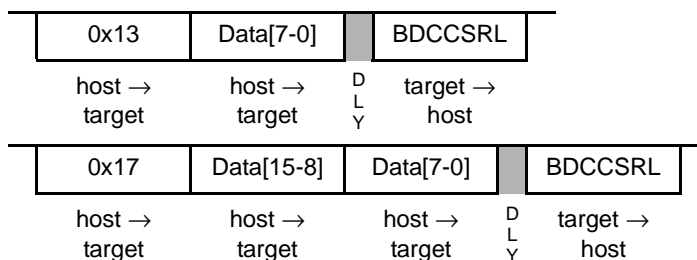 0x13 Data[7-0] BDCCSRL
host → host → D target →
target target L host
Y
0x17 Data[15-8] Data[7-0] BDCCSRL
host → host → host → D target →
target target target L host
Y